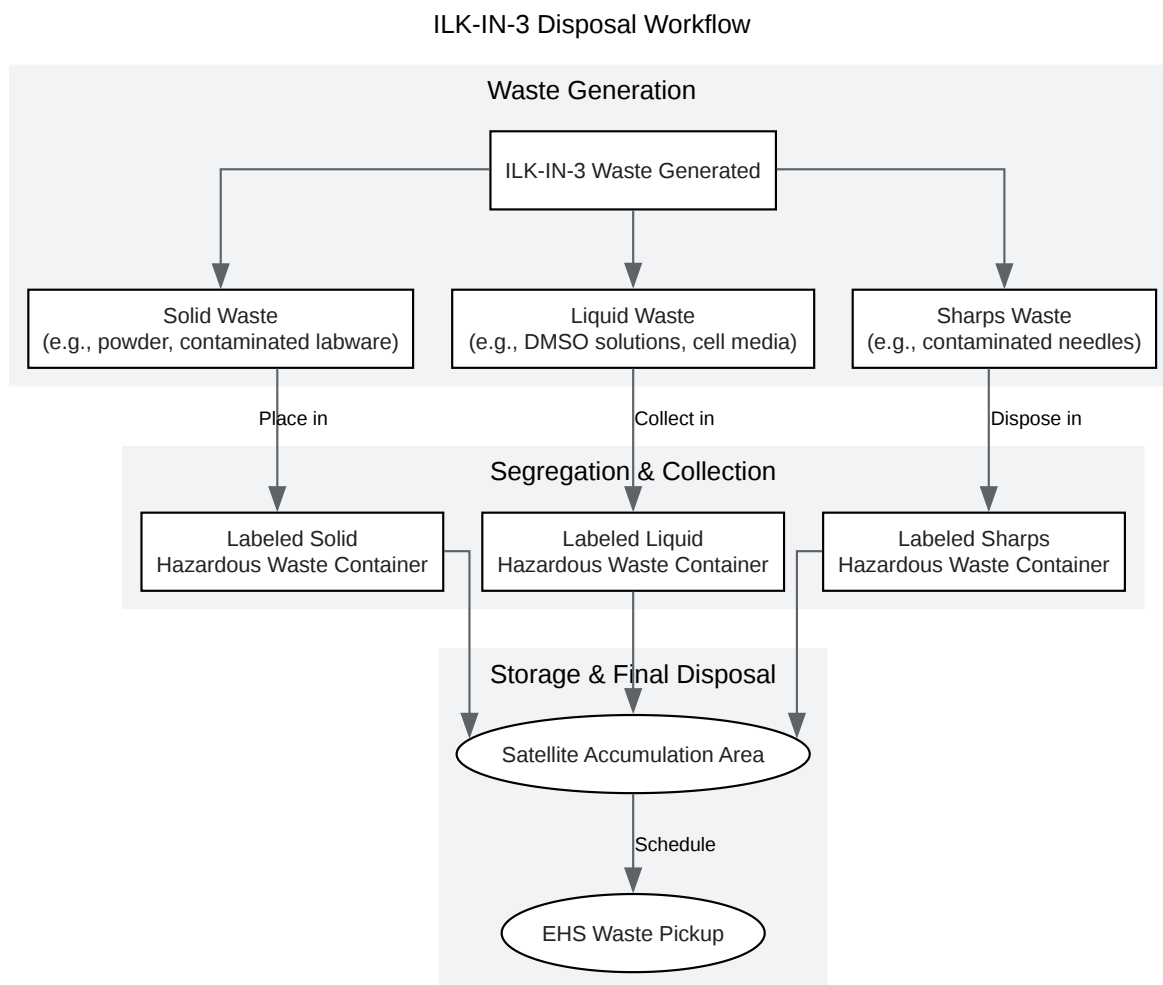 ILK-IN-3 Disposal Workflow
Waste Generation
ILK-IN-3 Waste Generated
Solid Waste
(e.g., powder, contaminated labware)
Liquid Waste
(e.g., DMSO solutions, cell media)
Sharps Waste
(e.g., contaminated needles)
Place in
Collect in
Dispose in
Segregation & Collection
Labeled Solid
Hazardous Waste Container
Labeled Liquid
Hazardous Waste Container
Labeled Sharps
Hazardous Waste Container
Storage & Final Disposal
Satellite Accumulation Area
Schedule
EHS Waste Pickup